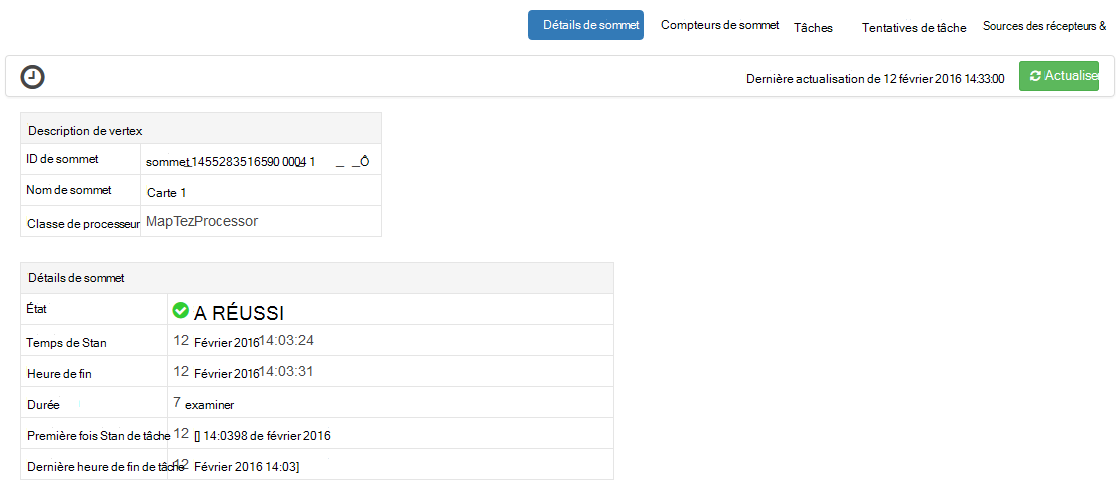 Détails de sommet Compteurs de sommet Tâches Tentatives de tâche Sources des récepteurs &
Dernière actualisation de 12 février 2016 14:33:00 Actualiser
Description de vertex
ID de sommet sommet_1455283516590 0004 1 _ _Ô
Nom de sommet Carte 1
Classe de processeur MapTezProcessor
Détails de sommet
État A RÉUSSI
Temps de Stan 12 Février 2016 14:03:24
Heure de fin 12 Février 2016 14:03:31
Durée 7 examiner
Première fois Stan de tâche 12 [] 14:0398 de février 2016
Dernière heure de fin de tâche 12 Février 2016 14:03]